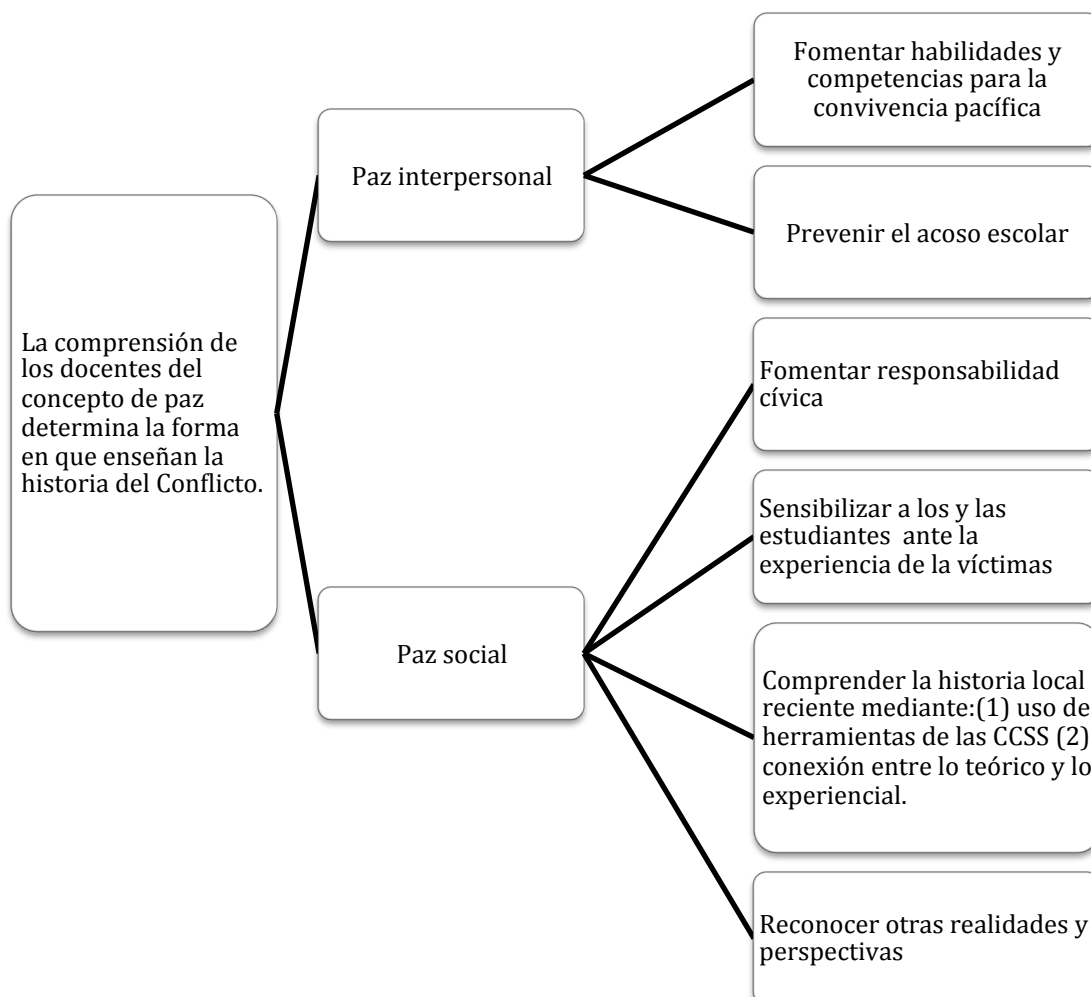 La comprensión de
los docentes del
concepto de paz
determina la forma
en que enseñan la
historia del Conflicto.
Paz interpersonal
Fomentar habilidades y
competencias para la
convivencia pacífica
Prevenir el acoso escolar
Paz social
Fomentar responsabilidad
cívica
Sensibilizar a los y las
estudiantes ante la
experiencia de la víctimas
Comprender la historia local
reciente mediante:(1) uso de
herramientas de las CCSS (2)
conexión entre lo teórico y lo
experiencial.
Reconocer otras realidades y
perspectivas